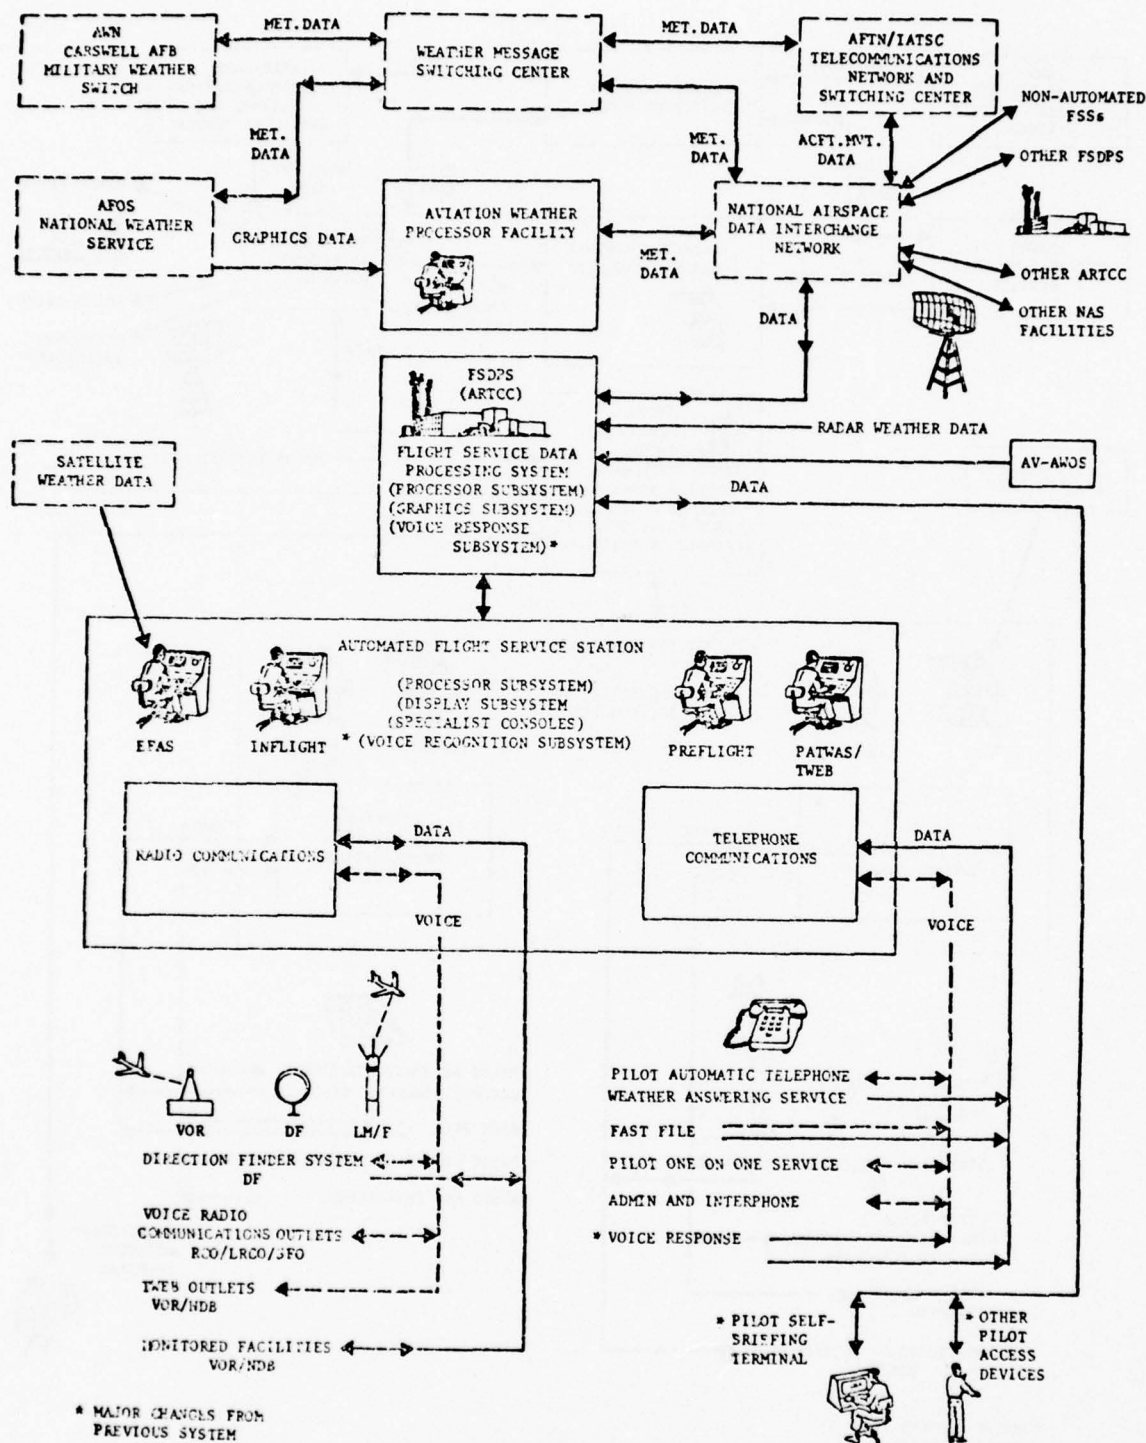 AWN
CARSWELL AFB
MILITARY WEATHER
SWITCH
MET.DATA
WEATHER MESSAGE
SWITCHING CENTER
MET.DATA
AFTN/IATSC
TELECOMMUNICATIONS
NETWORK AND
SWITCHING CENTER
NON-AUTOMATED
FSSs
MET.
DATA
MET.
DATA
ACFT.MVT.
DATA
OTHER FSDPS
AFOS
NATIONAL WEATHER
SERVICE
GRAPHICS DATA
AVIATION WEATHER
PROCESSOR FACILITY
MET.
DATA
NATIONAL AIRSPACE
DATA INTERCHANGE
NETWORK
OTHER ARTCC
OTHER NAS
FACILITIES
DATA
FSDPS
(ARTCC)
FLIGHT SERVICE DATA
PROCESSING SYSTEM
(PROCESSOR SUBSYSTEM)
(GRAPHICS SUBSYSTEM)
(VOICE RESPONSE
SUBSYSTEM)*
RADAR WEATHER DATA
AV-AWOS
DATA
SATELLITE
WEATHER DATA
AUTOMATED FLIGHT SERVICE STATION
(PROCESSOR SUBSYSTEM)
(DISPLAY SUBSYSTEM
(SPECIALIST CONSOLES)
* (VOICE RECOGNITION SUBSYSTEM)
EFAS
INFLIGHT
PREFLIGHT
PATWAS/
TWEB
RADIO COMMUNICATIONS
DATA
VOICE
TELEPHONE
COMMUNICATIONS
DATA
VOICE
VOR
DF
LM/F
DIRECTION FINDER SYSTEM
DF
VOICE RADIO
COMMUNICATIONS OUTLETS
RCO/LRCO/SFO
TWEB OUTLETS
VOR/NDB
MONITORED FACILITIES
VOR/NDB
PILOT AUTOMATIC TELEPHONE
WEATHER ANSWERING SERVICE
FAST FILE
PILOT ONE ON ONE SERVICE
ADMIN AND INTERPHONE
* VOICE RESPONSE
* PILOT SELF-
BRIEFING
TERMINAL
* OTHER
PILOT
ACCESS
DEVICES
* MAJOR CHANGES FROM
PREVIOUS SYSTEM